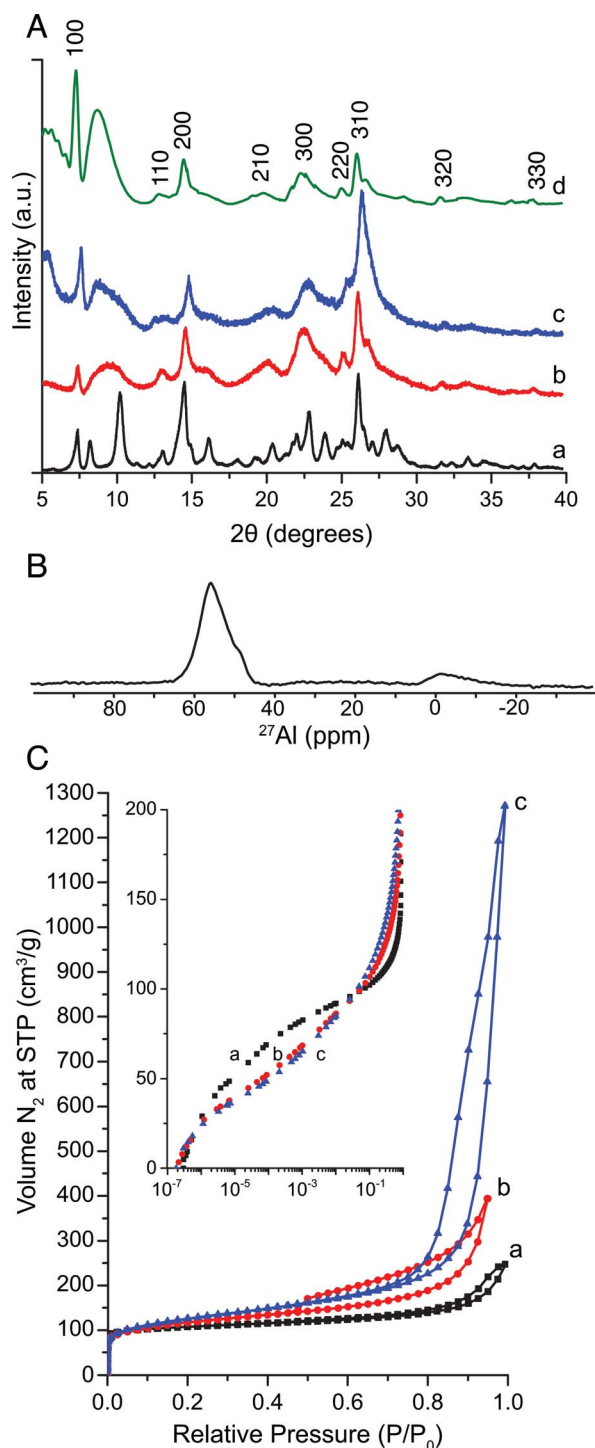 A
100
110
200
210
300
220
310
320
330
d
c
b
a
Intensity (a.u.)
5 10 15 20 25 30 35 40
2θ (degrees)
B
80 60 40 20 0 -20
²⁷Al (ppm)
C
1300
1200
1100
1000
900
800
700
600
500
400
300
200
100
0
Volume N₂ at STP (cm³/g)
200
150
100
50
0
a b c
10⁻⁷ 10⁻⁵ 10⁻³ 10⁻¹
c
b
a
0.0 0.2 0.4 0.6 0.8 1.0
Relative Pressure (P/P₀)